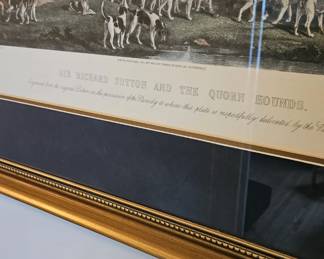 SIR RICHARD SUTTON AND THE QUORN HOUNDS.
Engraved from the original Picture in the possession of the Family to whom this plate is respectfully dedicated by the